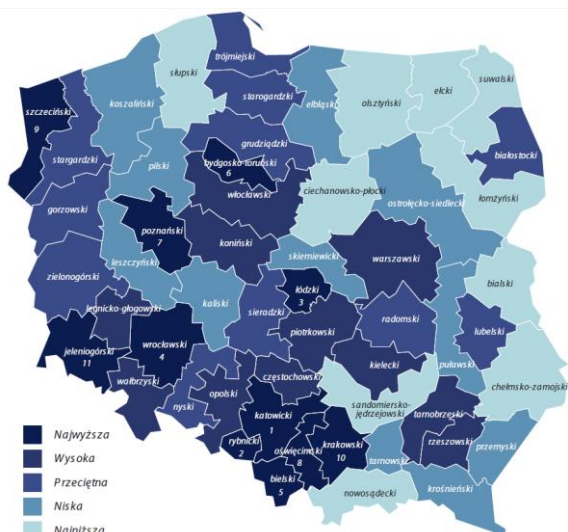 słupski
trójmiejski
koszaliński
starogardzki
elbląski
olsztyński
ełcki
suwalski
szczeciński
9
stargardzki
pilski
grudziądzki
bydgosko-toruński
6
białostocki
łomżyński
gorzowski
poznański
7
włocławski
ciechanowsko-płocki
ostrołęcko-siedlecki
koniński
warszawski
skierniewicki
leszczyński
zielonogórski
kaliski
sieradzki
łódzki
3
bialski
legnicko-głogowski
radomski
lubelski
piotrkowski
jeleniogórski
11
wrocławski
4
wałbrzyski
kielecki
puławski
chełmsko-zamojski
opolski
nyski
częstochowski
sandomiersko-
jędrzejowski
katowicki
1
tarnobrzeski
rybnicki
2
oświęcimski
8
krakowski
10
rzeszowski
przemyski
tarnowski
bielski
5
nowosądecki
krośnieński
Najwyższa
Wysoka
Przeciętna
Niska
Najniższa